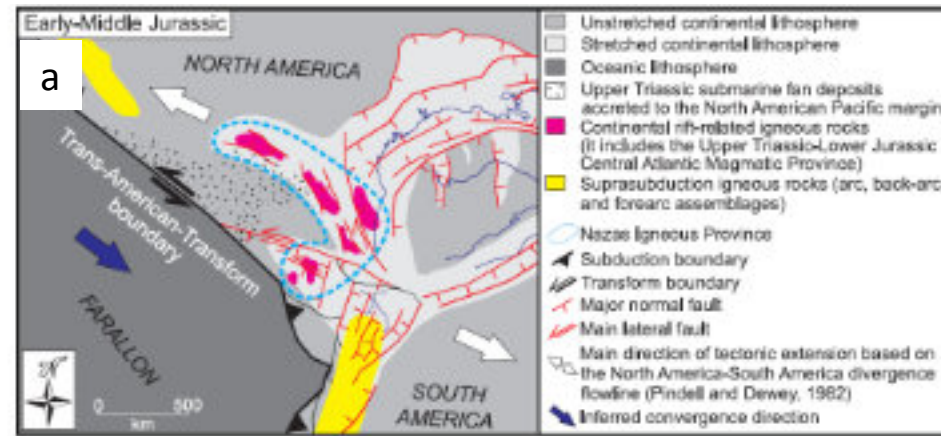 Early-Middle Jurassic
a
NORTH AMERICA
Trans-American-Transform
boundary
FARALLON
SOUTH
AMERICA
N
0 500
km
Unstretched continental lithosphere
Stretched continental lithosphere
Oceanic lithosphere
Upper Triassic submarine fan deposits
accreted to the North American Pacific margin
Continental rift-related igneous rocks
(it includes the Upper Triassio-Lower Jurassic
Central Atlantic Magmatic Province)
Suprasubduction igneous rocks (arc, back-arc
and forearc assemblages)
Nazas Igneous Province
Subduction boundary
Transform boundary
Major normal fault
Main lateral fault
Main direction of tectonic extension based on
the North America-South America divergence
flowline (Pindell and Dewey, 1982)
Inferred convergence direction